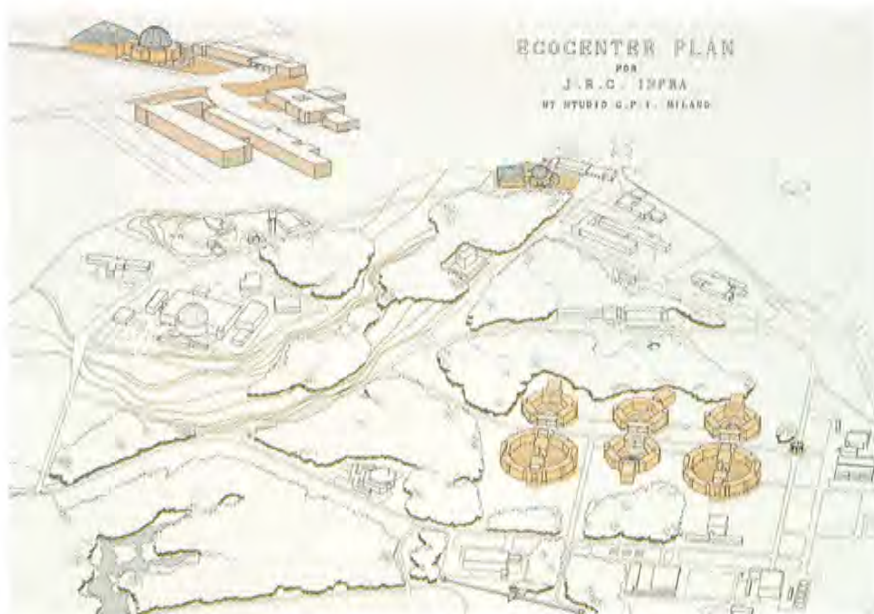 ECOCENTER PLAN
FOR
J.R.C. INFRA
BY STUDIO G.P.I. MILANO